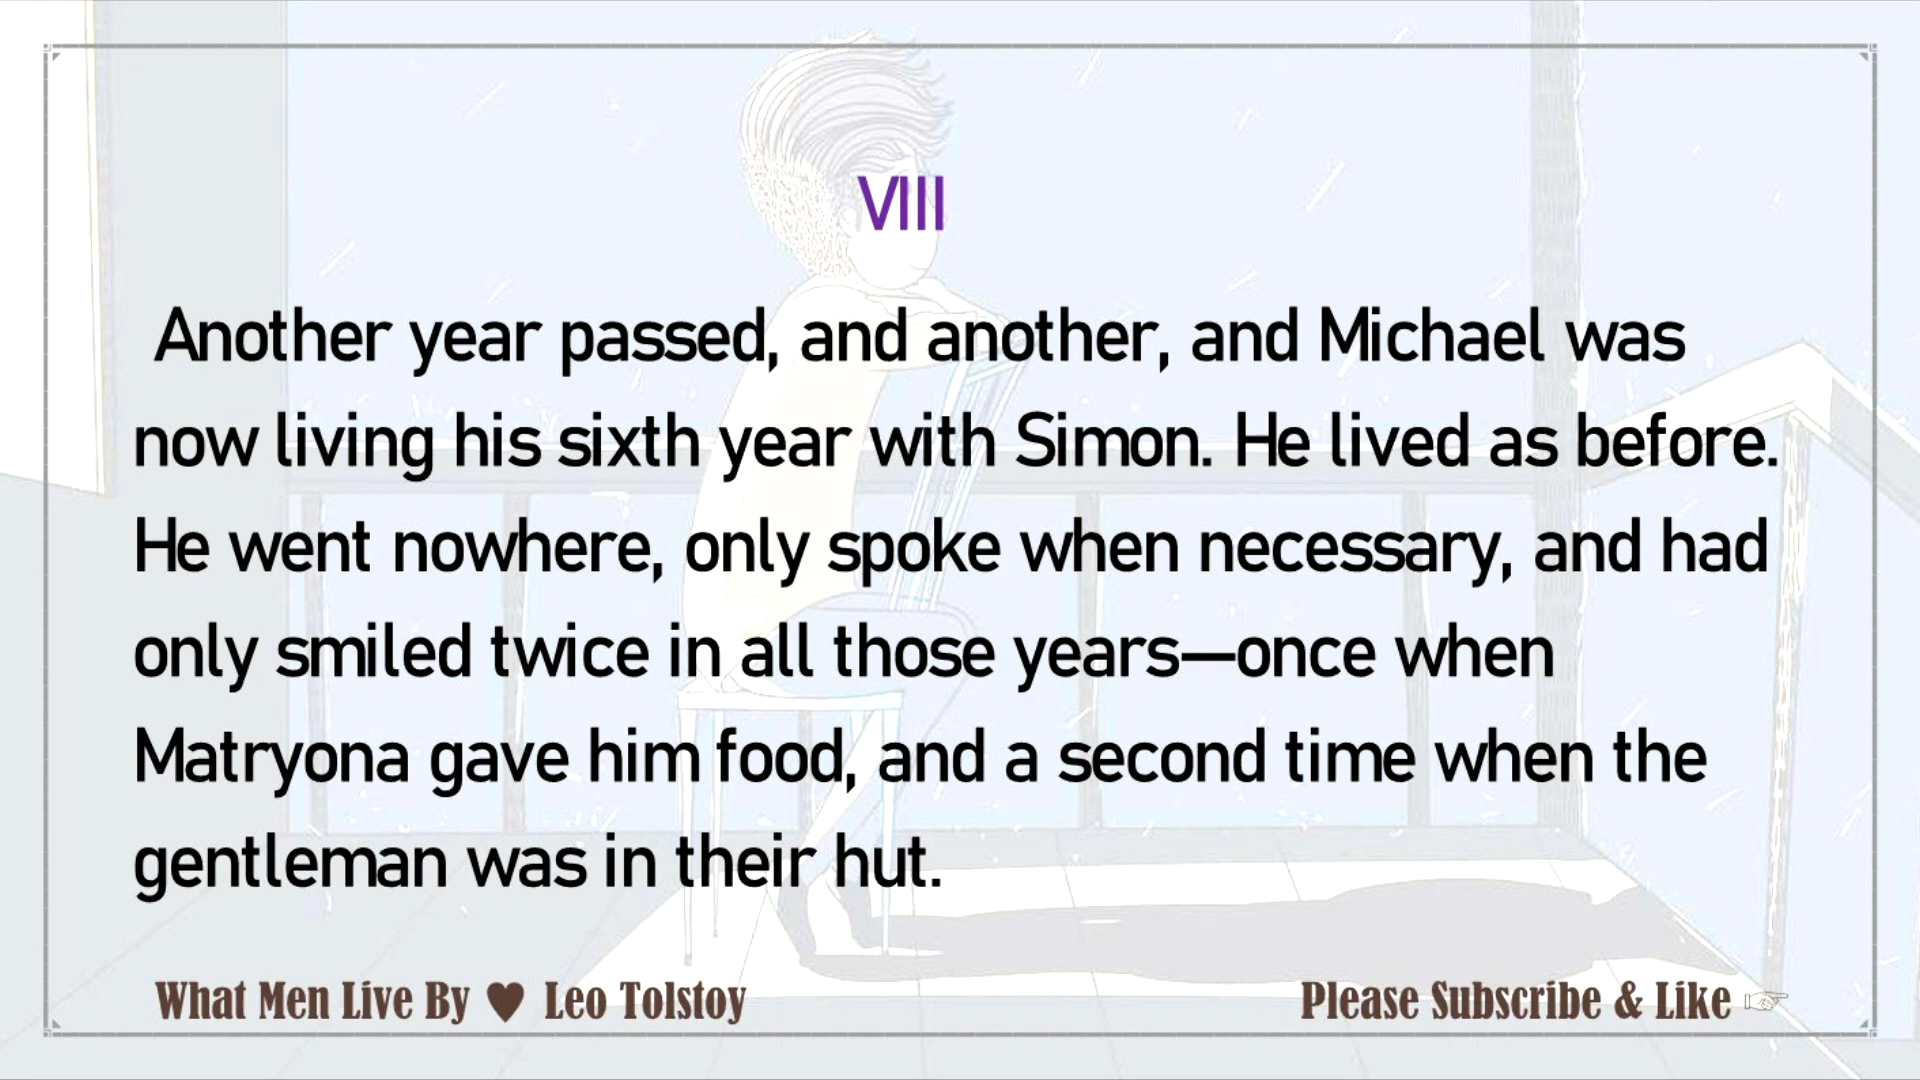 VIII
Another year passed, and another, and Michael was
now living his sixth year with Simon. He lived as before.
He went nowhere, only spoke when necessary, and had
only smiled twice in all those years—once when
Matryona gave him food, and a second time when the
gentleman was in their hut.
What Men Live By ♥ Leo Tolstoy
Please Subscribe & Like ☞